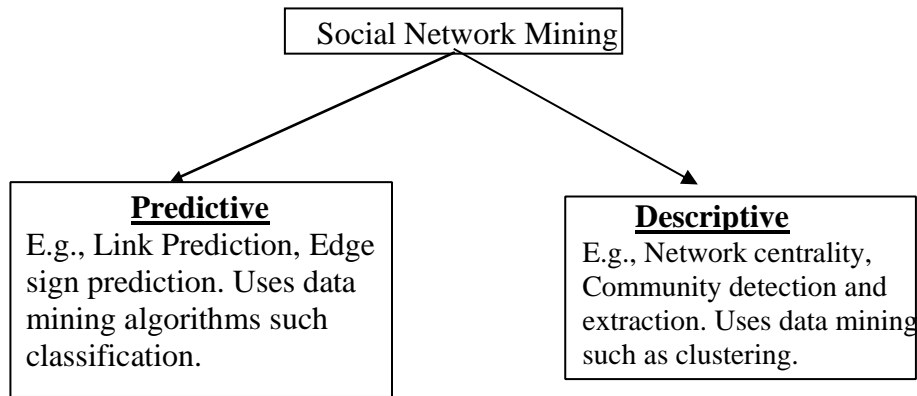 Social Network Mining
Predictive
E.g., Link Prediction, Edge
sign prediction. Uses data
mining algorithms such
classification.
Descriptive
E.g., Network centrality,
Community detection and
extraction. Uses data mining
such as clustering.